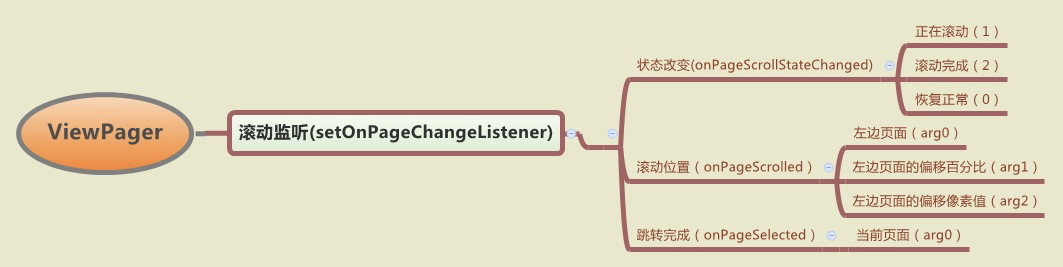 ViewPager
滚动监听(setOnPageChangeListener)
状态改变(onPageScrollStateChanged)
正在滚动（1）
滚动完成（2）
恢复正常（0）
滚动位置（onPageScrolled）
左边页面（arg0）
左边页面的偏移百分比（arg1）
左边页面的偏移像素值（arg2）
跳转完成（onPageSelected）
当前页面（arg0）